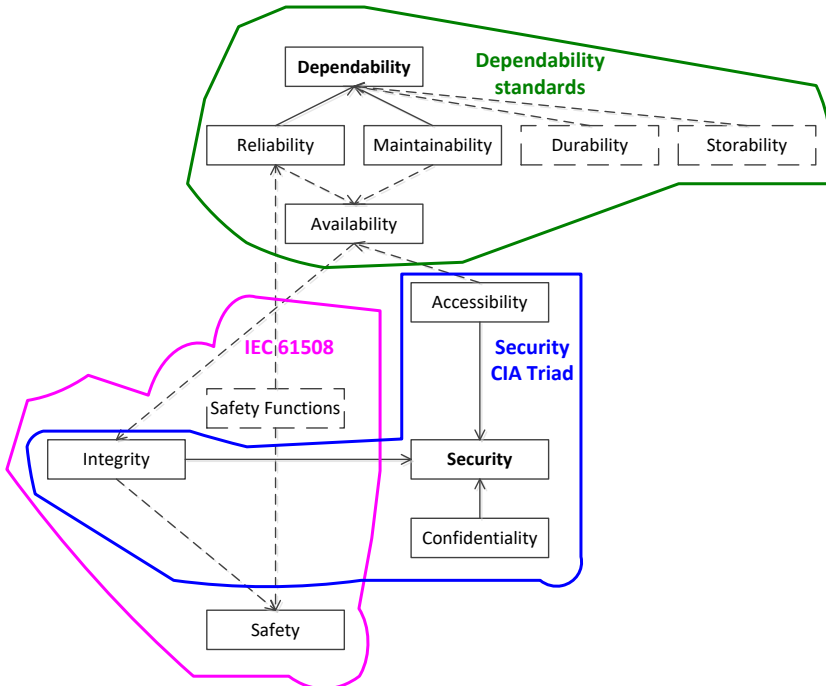 Dependability
Dependability
standards
Reliability
Maintainability
Durability
Storability
Availability
Accessibility
IEC 61508
Security
CIA Triad
Safety Functions
Integrity
Security
Confidentiality
Safety